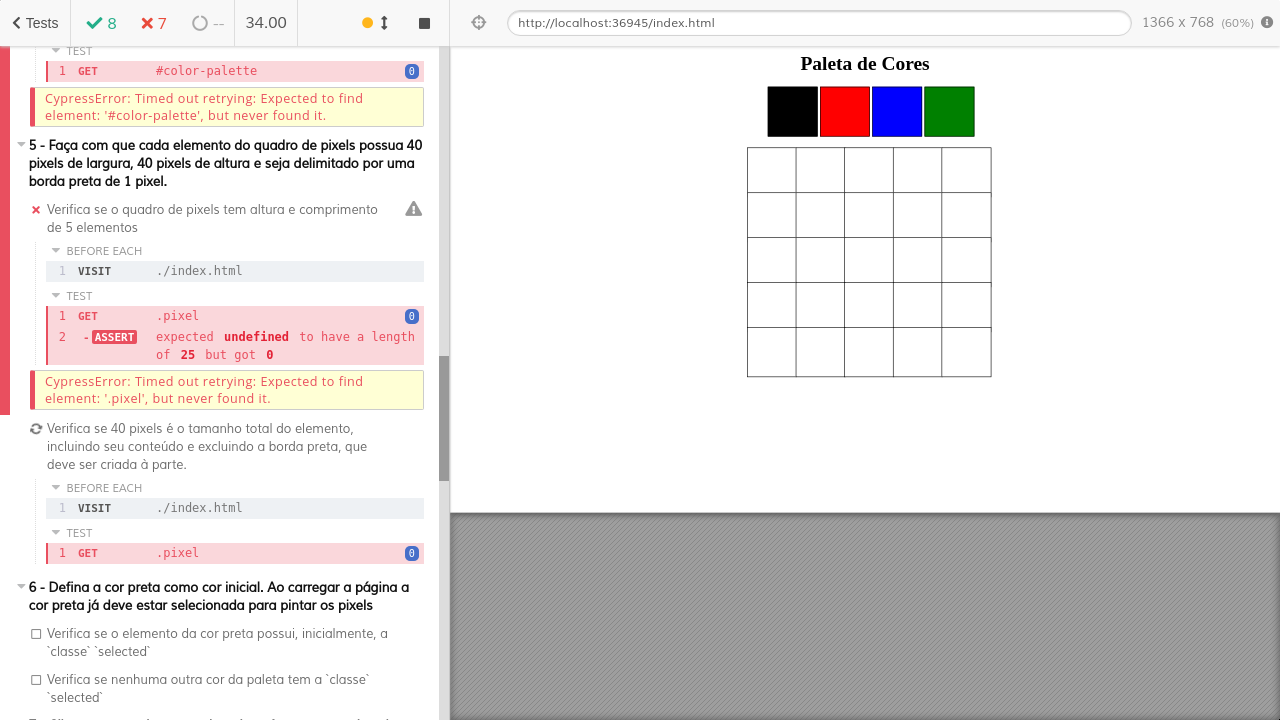 Tests 8 7 -- 34.00
http://localhost:36945/index.html 1366 x 768 (60%)
TEST
1 GET #color-palette 0
CypressError: Timed out retrying: Expected to find
element: '#color-palette', but never found it.
5 - Faça com que cada elemento do quadro de pixels possua 40
pixels de largura, 40 pixels de altura e seja delimitado por uma
borda preta de 1 pixel.
Verifica se o quadro de pixels tem altura e comprimento
de 5 elementos
BEFORE EACH
1 VISIT ./index.html
TEST
1 GET .pixel 0
2 -ASSERT expected undefined to have a length
of 25 but got 0
CypressError: Timed out retrying: Expected to find
element: '.pixel', but never found it.
Verifica se 40 pixels é o tamanho total do elemento,
incluindo seu conteúdo e excluindo a borda preta, que
deve ser criada à parte.
BEFORE EACH
1 VISIT ./index.html
TEST
1 GET .pixel 0
6 - Defina a cor preta como cor inicial. Ao carregar a página a
cor preta já deve estar selecionada para pintar os pixels
Verifica se o elemento da cor preta possui, inicialmente, a
`classe` `selected`
Verifica se nenhuma outra cor da paleta tem a `classe`
`selected`
Paleta de Cores